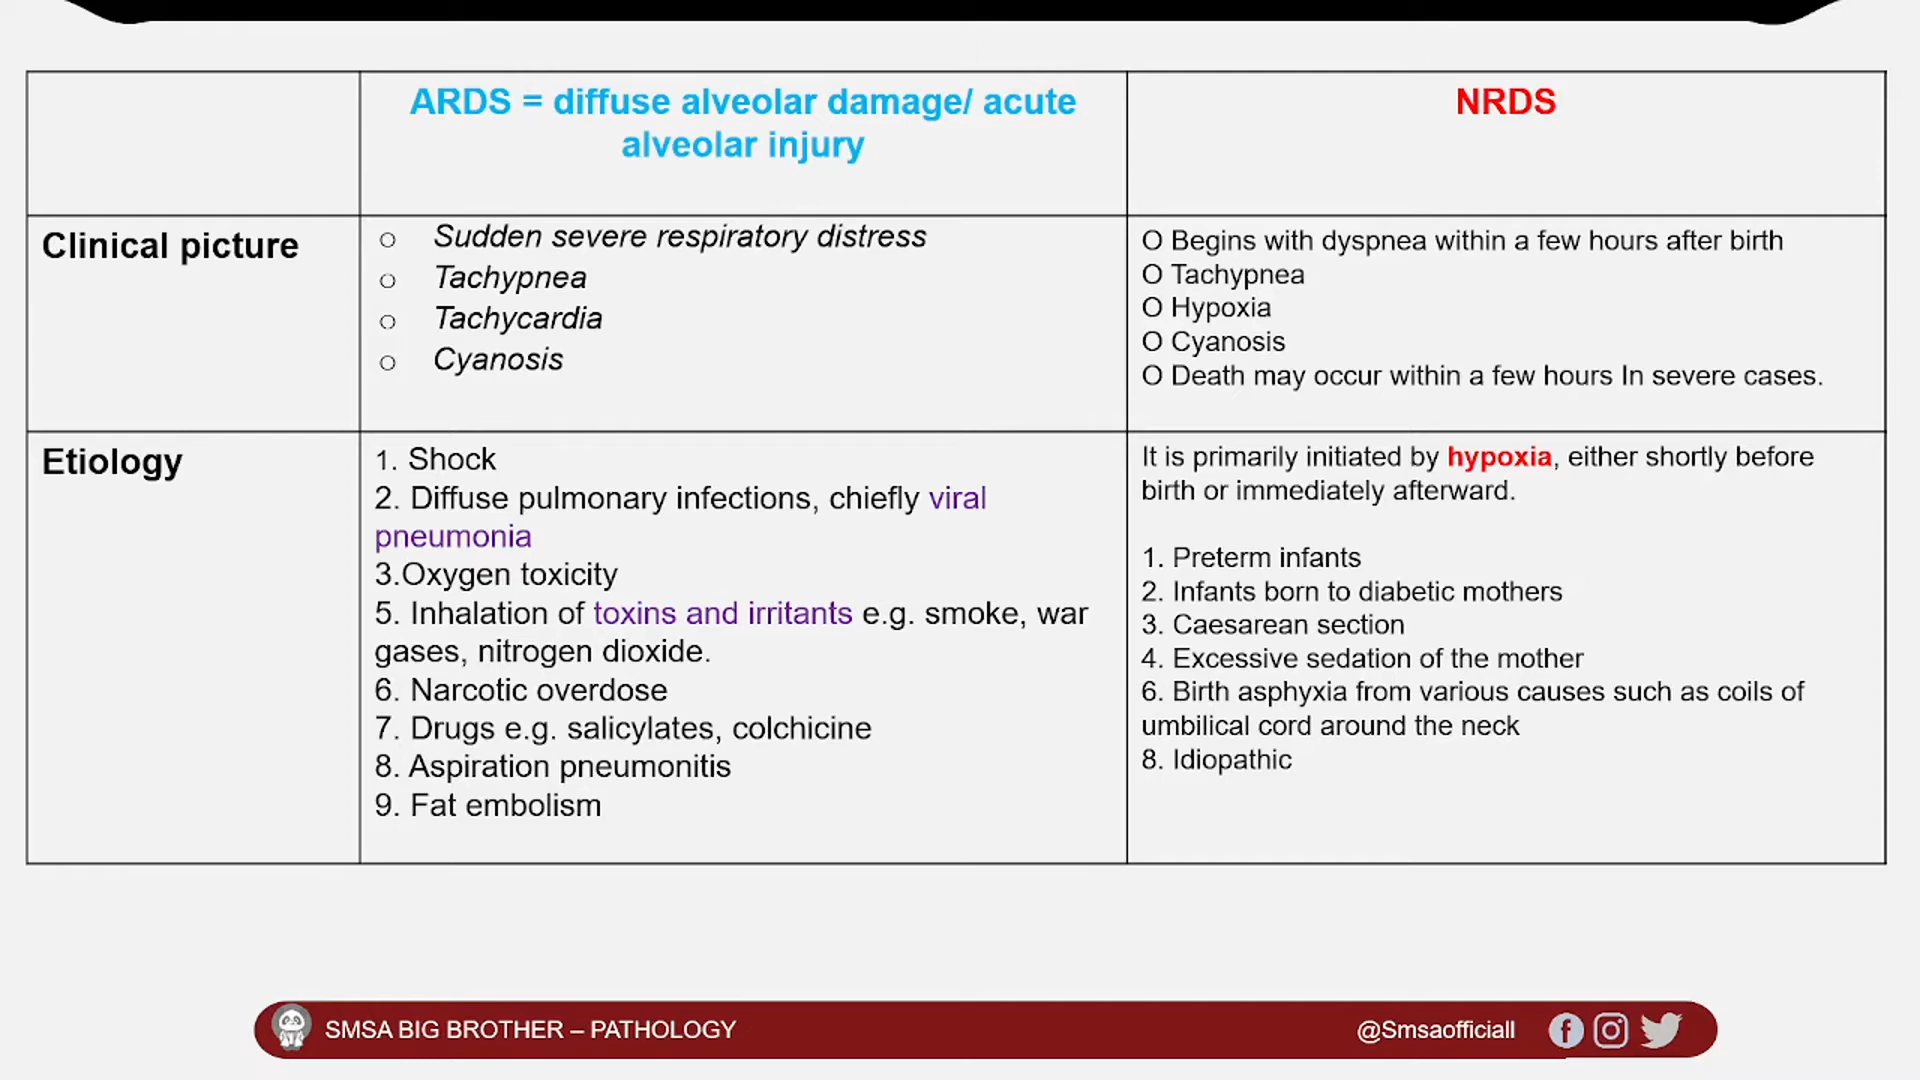 ARDS = diffuse alveolar damage/ acute
alveolar injury
NRDS
Clinical picture
o Sudden severe respiratory distress
o Tachypnea
o Tachycardia
o Cyanosis
O Begins with dyspnea within a few hours after birth
O Tachypnea
O Hypoxia
O Cyanosis
O Death may occur within a few hours In severe cases.
Etiology
1. Shock
2. Diffuse pulmonary infections, chiefly viral
pneumonia
3.Oxygen toxicity
5. Inhalation of toxins and irritants e.g. smoke, war
gases, nitrogen dioxide.
6. Narcotic overdose
7. Drugs e.g. salicylates, colchicine
8. Aspiration pneumonitis
9. Fat embolism
It is primarily initiated by hypoxia, either shortly before
birth or immediately afterward.
1. Preterm infants
2. Infants born to diabetic mothers
3. Caesarean section
4. Excessive sedation of the mother
6. Birth asphyxia from various causes such as coils of
umbilical cord around the neck
8. Idiopathic
SMSA BIG BROTHER – PATHOLOGY
@Smsaofficiall